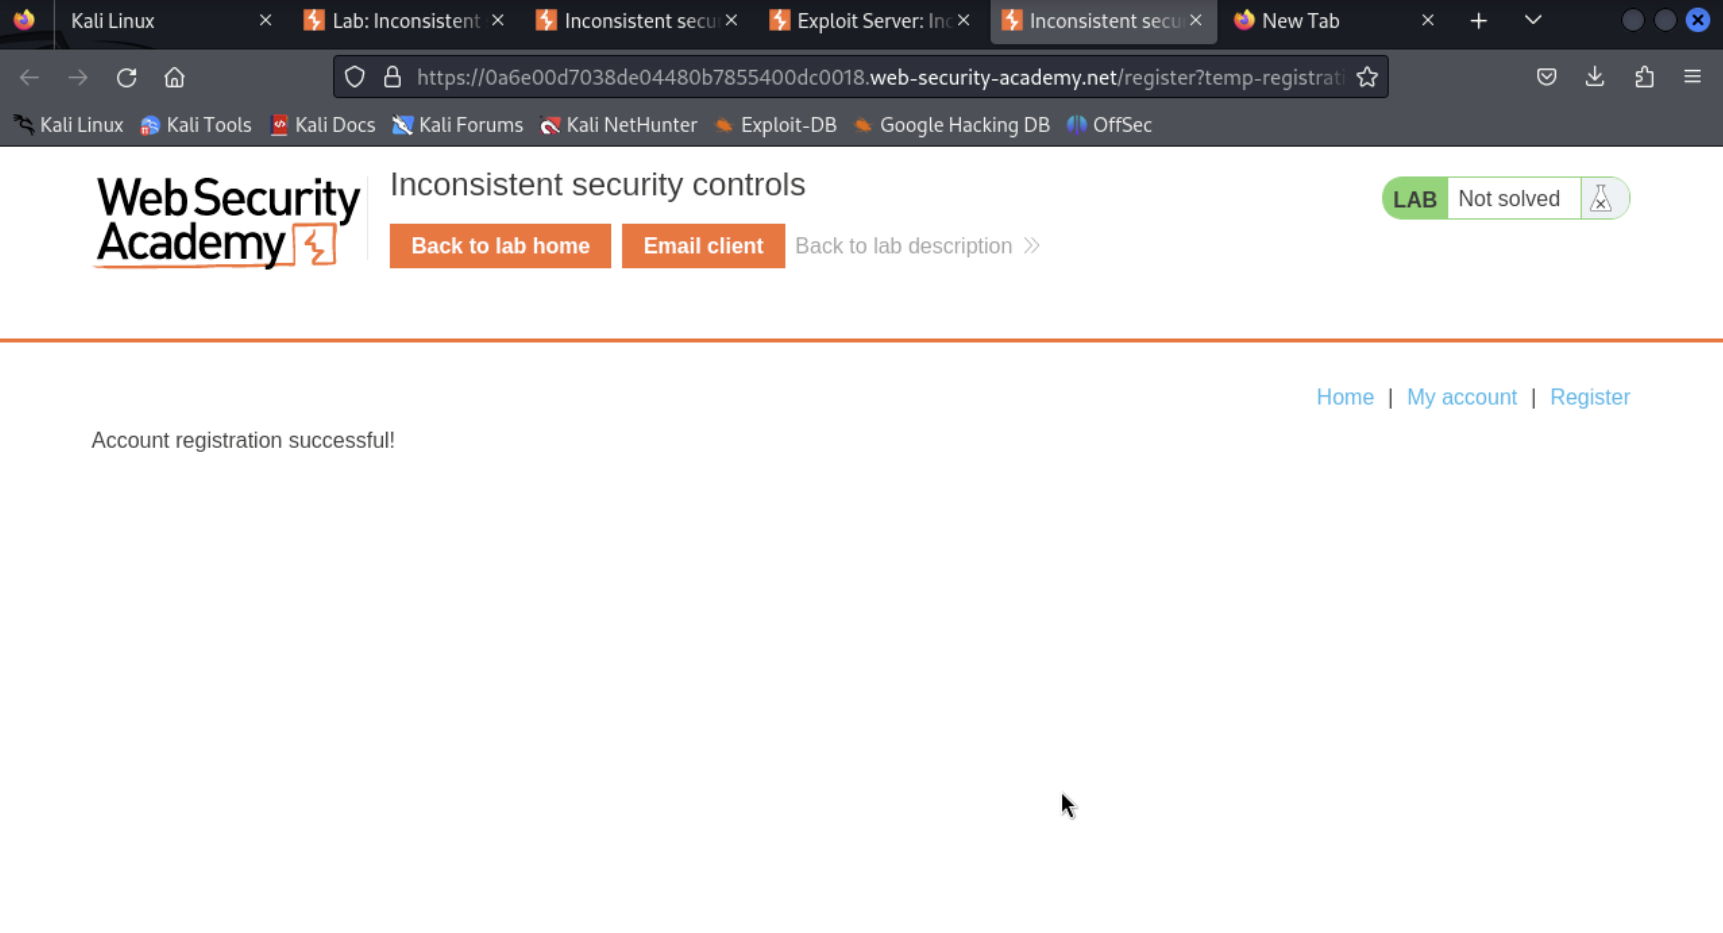 Kali Linux
Lab: Inconsistent
Inconsistent secu
Exploit Server: Inc
Inconsistent secu
New Tab
https://0a6e00d7038de04480b7855400dc0018.web-security-academy.net/register?temp-registrati
Kali Linux
Kali Tools
Kali Docs
Kali Forums
Kali NetHunter
Exploit-DB
Google Hacking DB
OffSec
Web Security
Academy
Inconsistent security controls
Back to lab home
Email client
Back to lab description
LAB
Not solved
Home | My account | Register
Account registration successful!